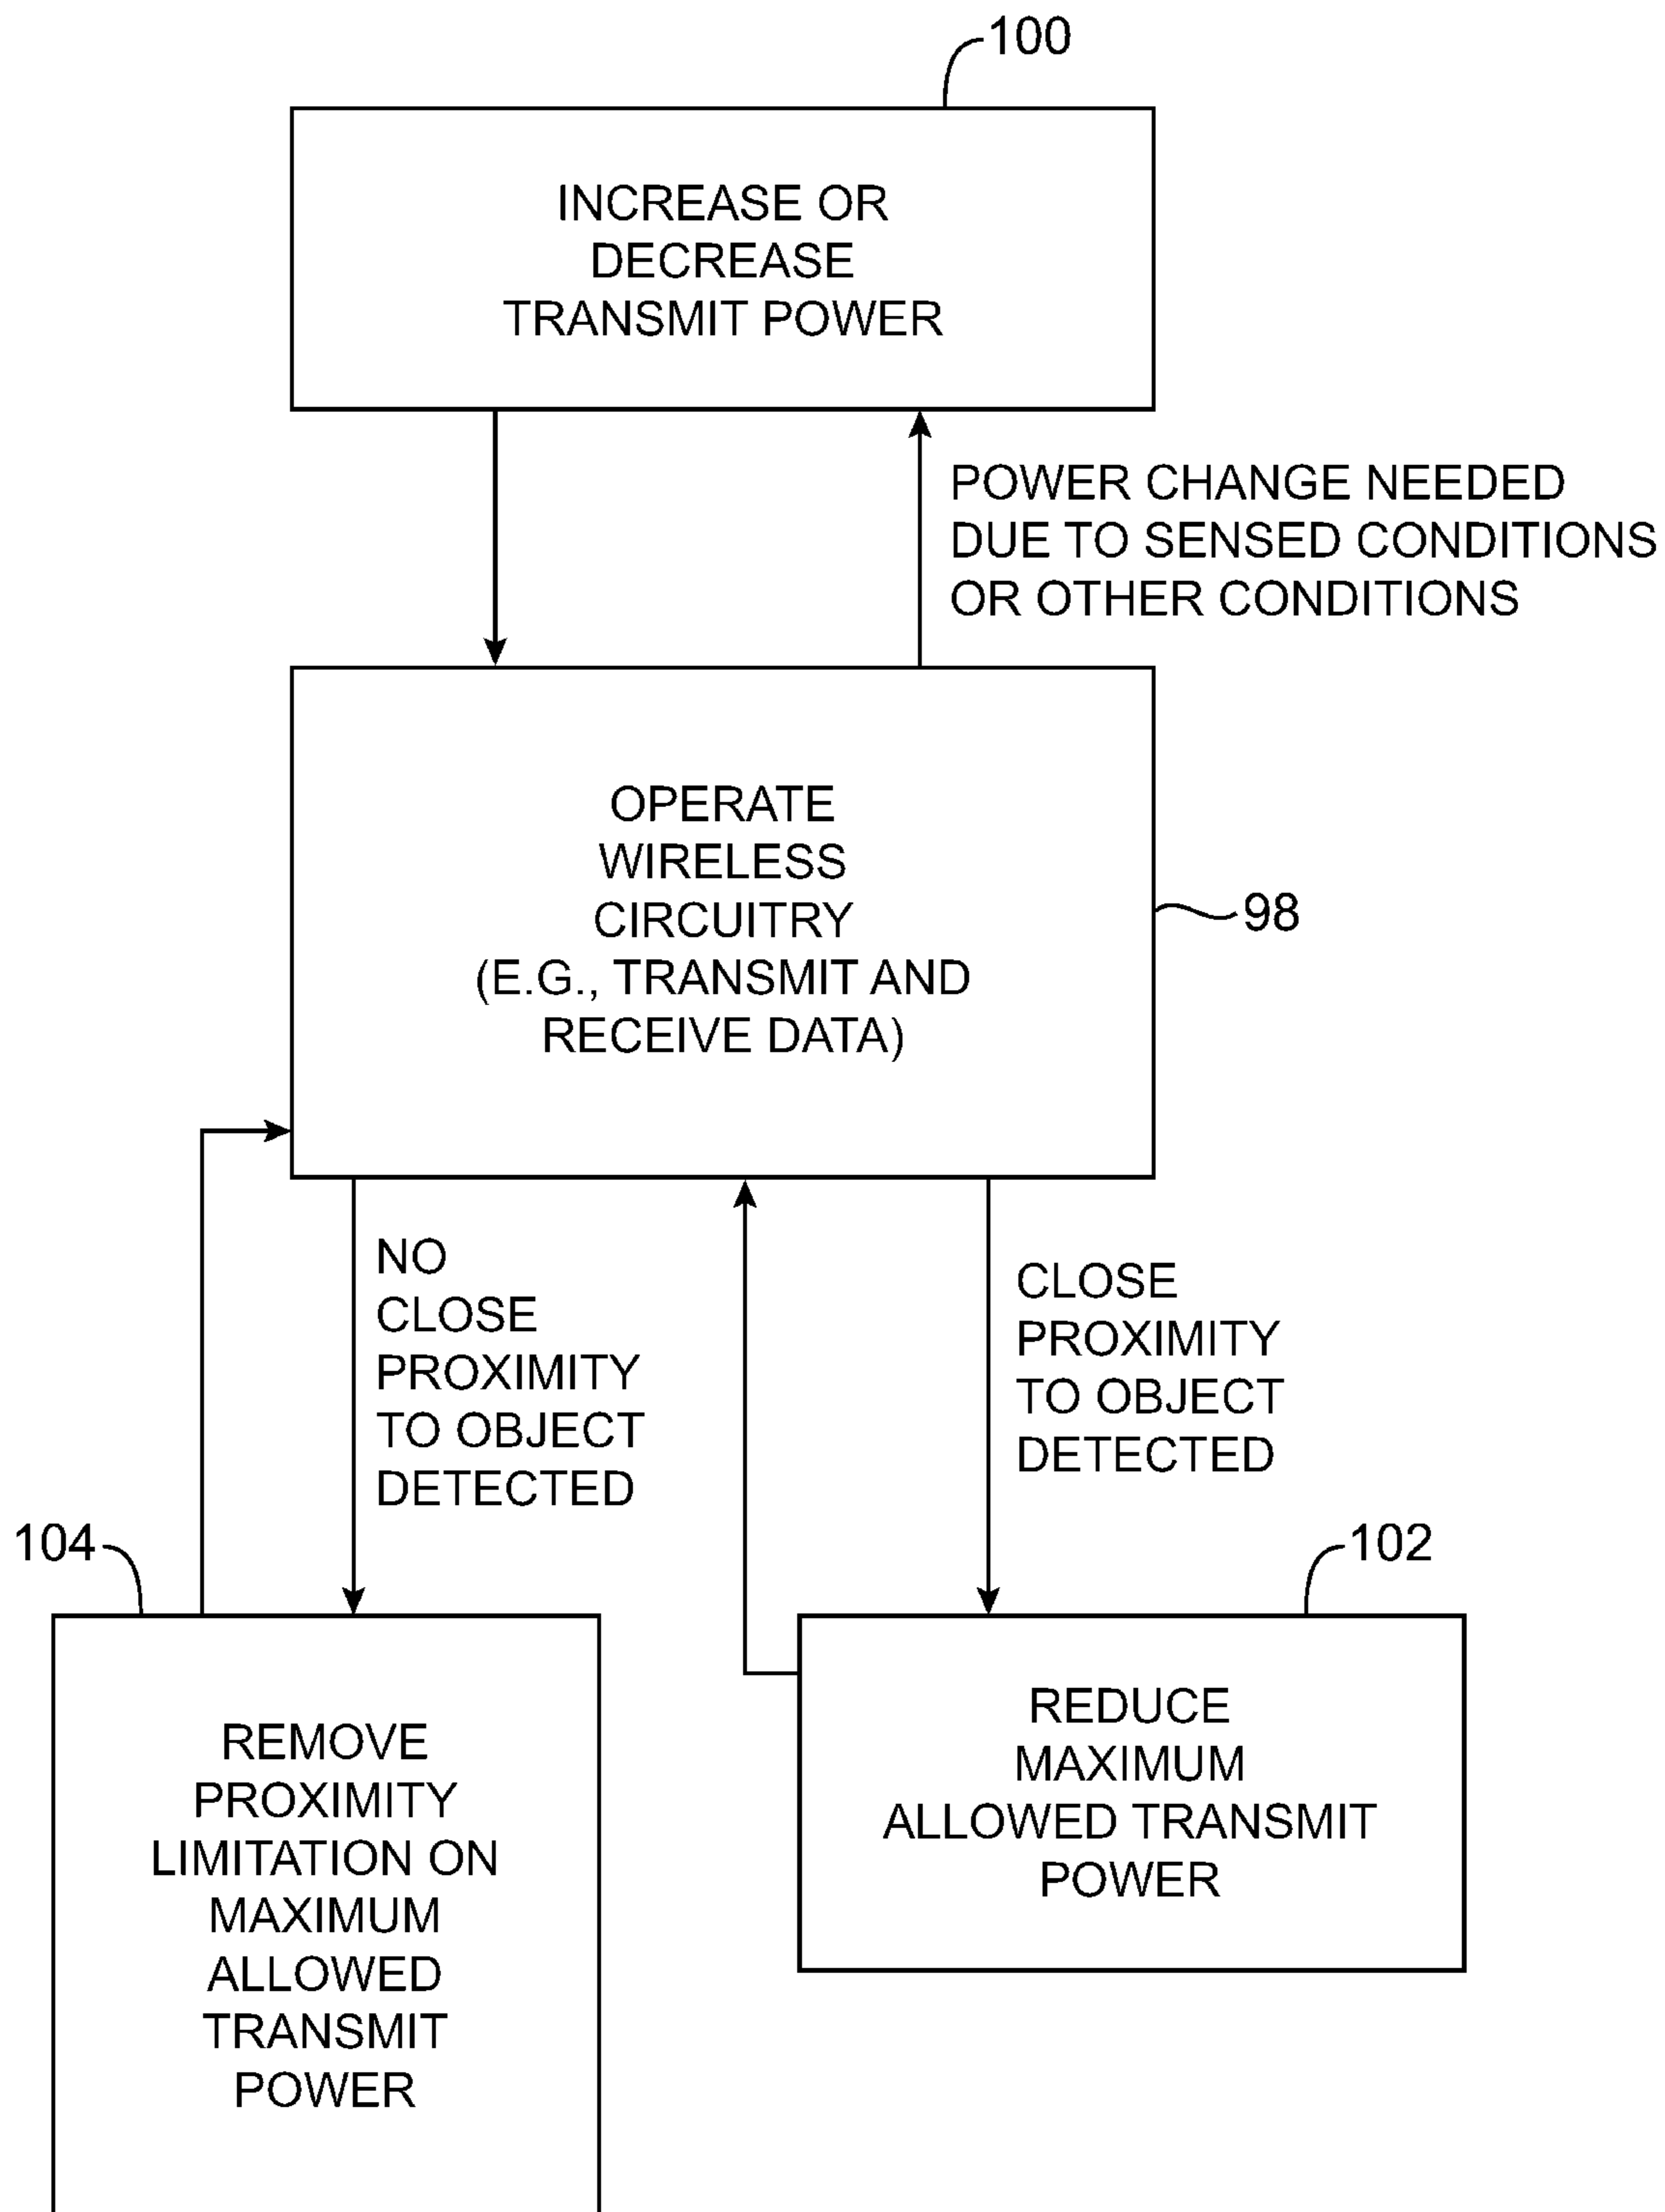 100
INCREASE OR
DECREASE
TRANSMIT POWER
POWER CHANGE NEEDED
DUE TO SENSED CONDITIONS
OR OTHER CONDITIONS
OPERATE
WIRELESS
CIRCUITRY
(E.G., TRANSMIT AND
RECEIVE DATA)
98
NO
CLOSE
PROXIMITY
TO OBJECT
DETECTED
CLOSE
PROXIMITY
TO OBJECT
DETECTED
104
REMOVE
PROXIMITY
LIMITATION ON
MAXIMUM
ALLOWED
TRANSMIT
POWER
102
REDUCE
MAXIMUM
ALLOWED TRANSMIT
POWER